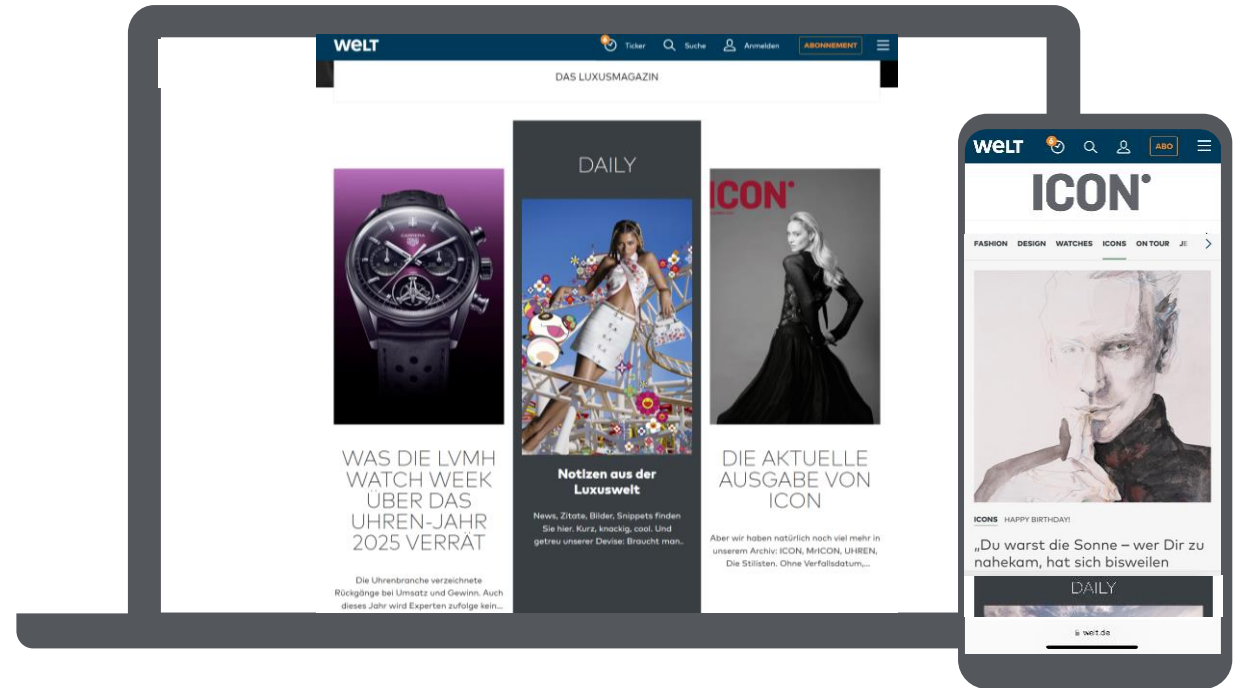 WELT
Ticker
Suche
Anmelden
ABONNEMENT
DAS LUXUSMAGAZIN
CARRERA
WAS DIE LVMH
WATCH WEEK
ÜBER DAS
UHREN-JAHR
2025 VERRÄT
Die Uhrenbranche verzeichnete
Rückgänge bei Umsatz und Gewinn. Auch
dieses Jahr wird Experten zufolge kein...
DAILY
Notizen aus der
Luxuswelt
News, Zitate, Bilder, Snippets finden
Sie hier. Kurz, knackig, cool. Und
getreu unserer Devise: Braucht man..
ICON
DIE AKTUELLE
AUSGABE VON
ICON
Aber wir haben natürlich noch viel mehr in
unserem Archiv: ICON, MrICON, UHREN,
Die Stilisten. Ohne Verfallsdatum,...
WELT
ABO
ICON
FASHION DESIGN WATCHES ICONS ON TOUR JE
ICONS HAPPY BIRTHDAY!
„Du warst die Sonne – wer Dir zu
nahekam, hat sich bisweilen
DAILY
welt.de